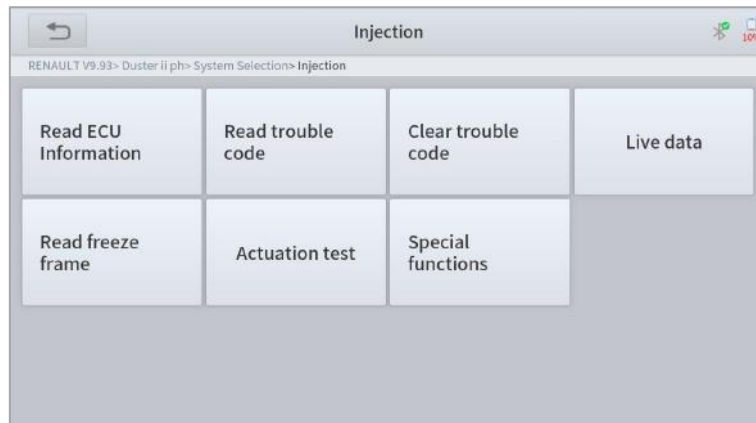 Injection
10%
RENAULT V9.93> Duster ii ph> System Selection> Injection
Read ECU
Information
Read trouble
code
Clear trouble
code
Live data
Read freeze
frame
Actuation test
Special
functions